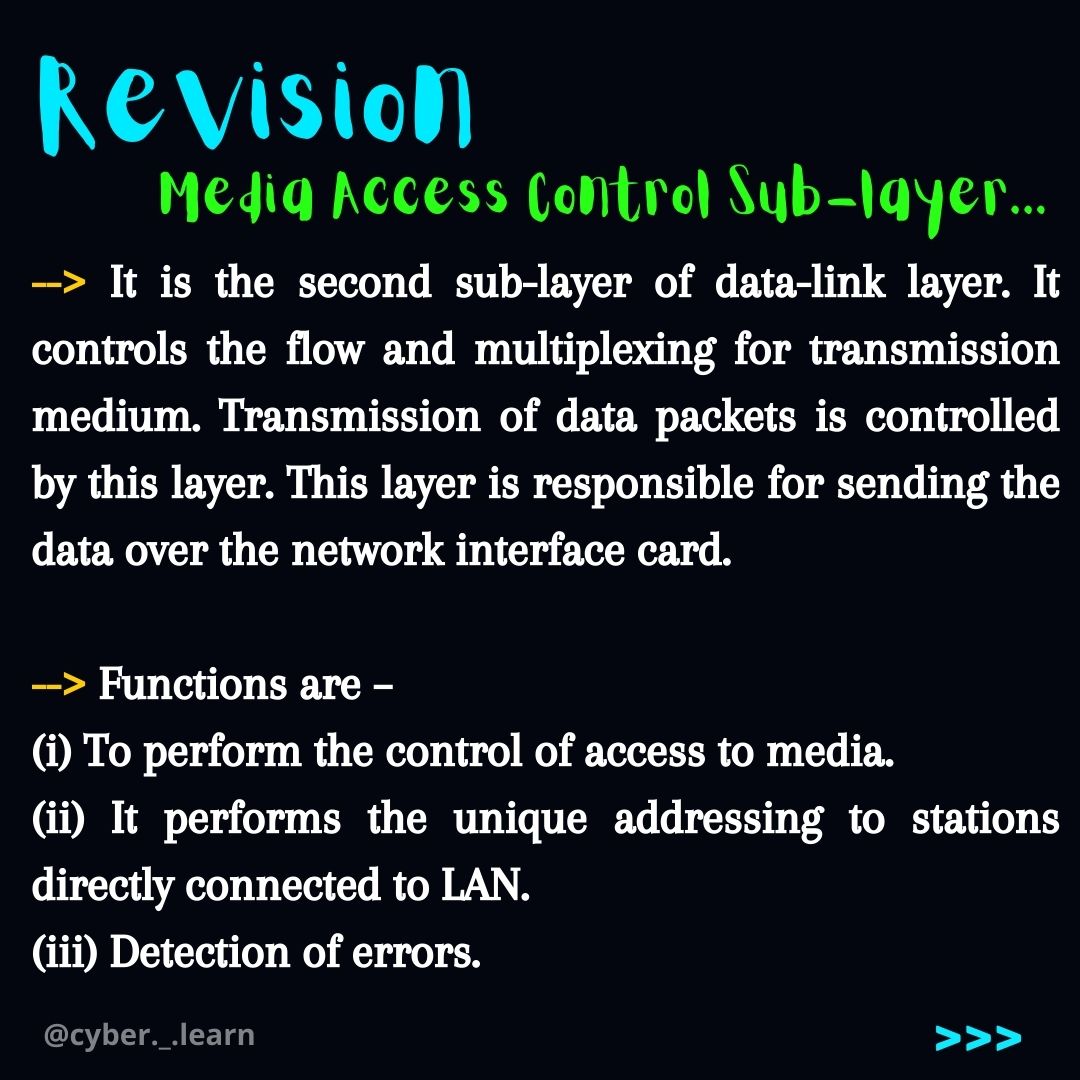 Revision
Media Access Control Sub-layer...
--> It is the second sub-layer of data-link layer. It
controls the flow and multiplexing for transmission
medium. Transmission of data packets is controlled
by this layer. This layer is responsible for sending the
data over the network interface card.
--> Functions are –
(i) To perform the control of access to media.
(ii) It performs the unique addressing to stations
directly connected to LAN.
(iii) Detection of errors.
@cyber._.learn
>>>